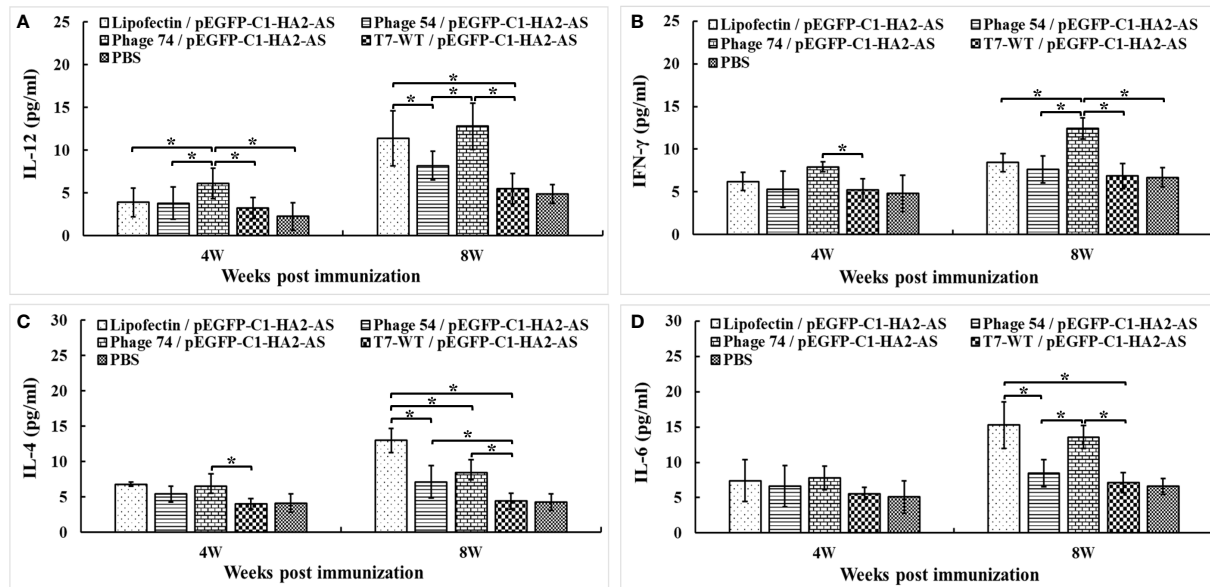 A
Lipofectin / pEGFP-C1-HA2-AS Phage 54 / pEGFP-C1-HA2-AS
Phage 74 / pEGFP-C1-HA2-AS T7-WT / pEGFP-C1-HA2-AS
PBS
IL-12 (pg/ml)
25
20
15
10
5
0
* * * *
* * * *
4W 8W
Weeks post immunization
B
Lipofectin / pEGFP-C1-HA2-AS Phage 54 / pEGFP-C1-HA2-AS
Phage 74 / pEGFP-C1-HA2-AS T7-WT / pEGFP-C1-HA2-AS
PBS
IFN-γ (pg/ml)
25
20
15
10
5
0
*
* * * *
4W 8W
Weeks post immunization
C
Lipofectin / pEGFP-C1-HA2-AS Phage 54 / pEGFP-C1-HA2-AS
Phage 74 / pEGFP-C1-HA2-AS T7-WT / pEGFP-C1-HA2-AS
PBS
IL-4 (pg/ml)
30
25
20
15
10
5
0
*
* * * * *
4W 8W
Weeks post immunization
D
Lipofectin / pEGFP-C1-HA2-AS Phage 54 / pEGFP-C1-HA2-AS
Phage 74 / pEGFP-C1-HA2-AS T7-WT / pEGFP-C1-HA2-AS
PBS
IL-6 (pg/ml)
30
25
20
15
10
5
0
* * * *
4W 8W
Weeks post immunization